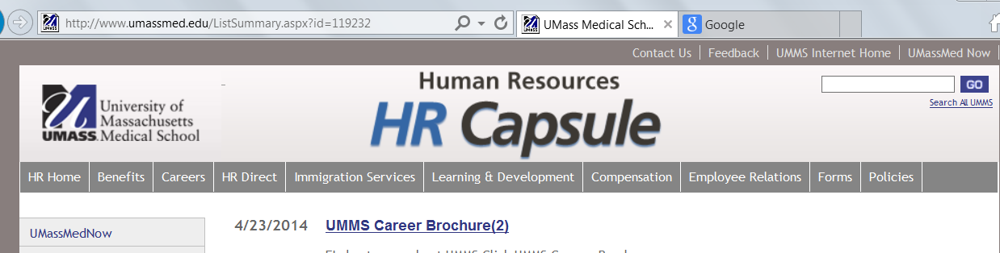 http://www.umassmed.edu/ListSummary.aspx?id=119232
UMass Medical Sch...
Google
Contact Us
Feedback
UMMS Internet Home
UMassMed Now
University of
Massachusetts
UMASS. Medical School
Human Resources
HR Capsule
GO
Search All UMMS
HR Home
Benefits
Careers
HR Direct
Immigration Services
Learning & Development
Compensation
Employee Relations
Forms
Policies
UMassMedNow
4/23/2014 UMMS Career Brochure(2)